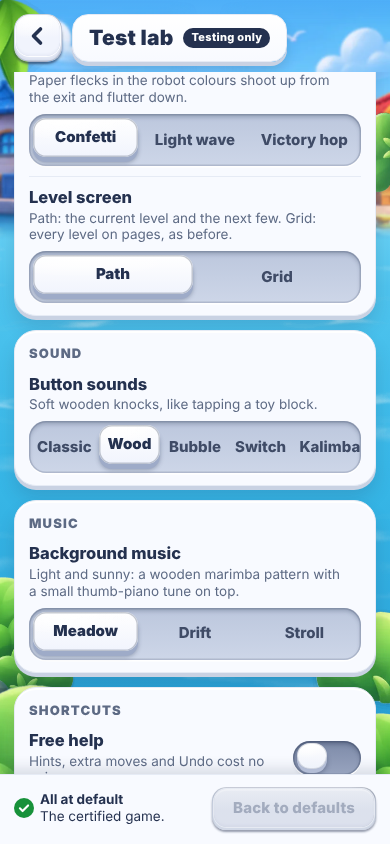 Test lab
Testing only
Paper flecks in the robot colours shoot up from
the exit and flutter down.
Confetti
Light wave
Victory hop
Level screen
Path: the current level and the next few. Grid:
every level on pages, as before.
Path
Grid
SOUND
Button sounds
Soft wooden knocks, like tapping a toy block.
Classic
Wood
Bubble
Switch
Kalimba
MUSIC
Background music
Light and sunny: a wooden marimba pattern with
a small thumb-piano tune on top.
Meadow
Drift
Stroll
SHORTCUTS
Free help
Hints, extra moves and Undo cost no
All at default
The certified game.
Back to defaults